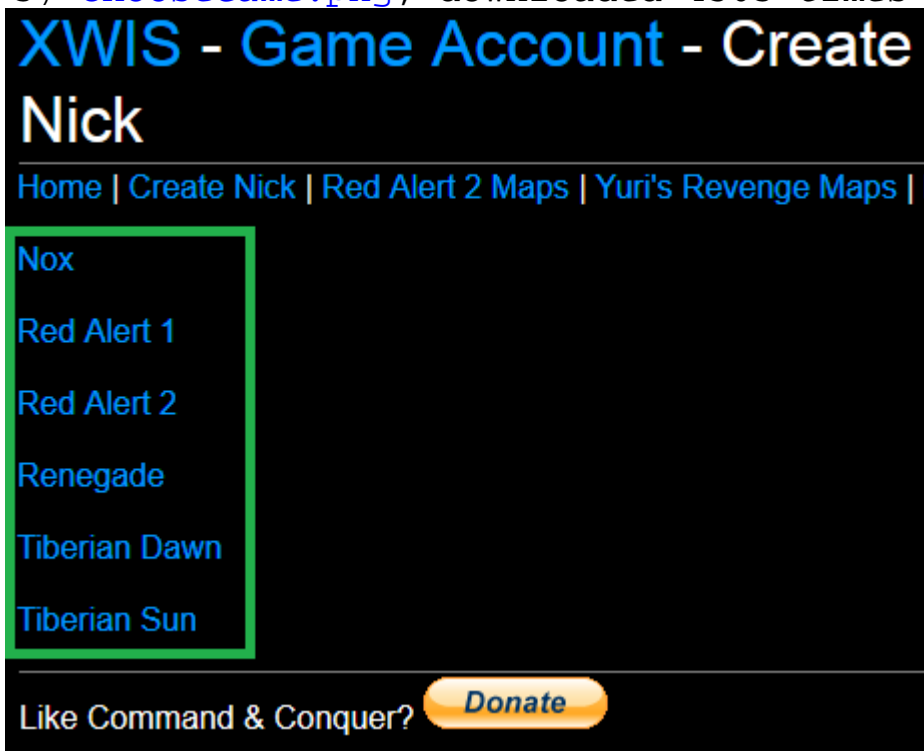 XWIS - Game Account - Create
Nick
Home | Create Nick | Red Alert 2 Maps | Yuri's Revenge Maps |
Nox
Red Alert 1
Red Alert 2
Renegade
Tiberian Dawn
Tiberian Sun
Like Command & Conquer? Donate